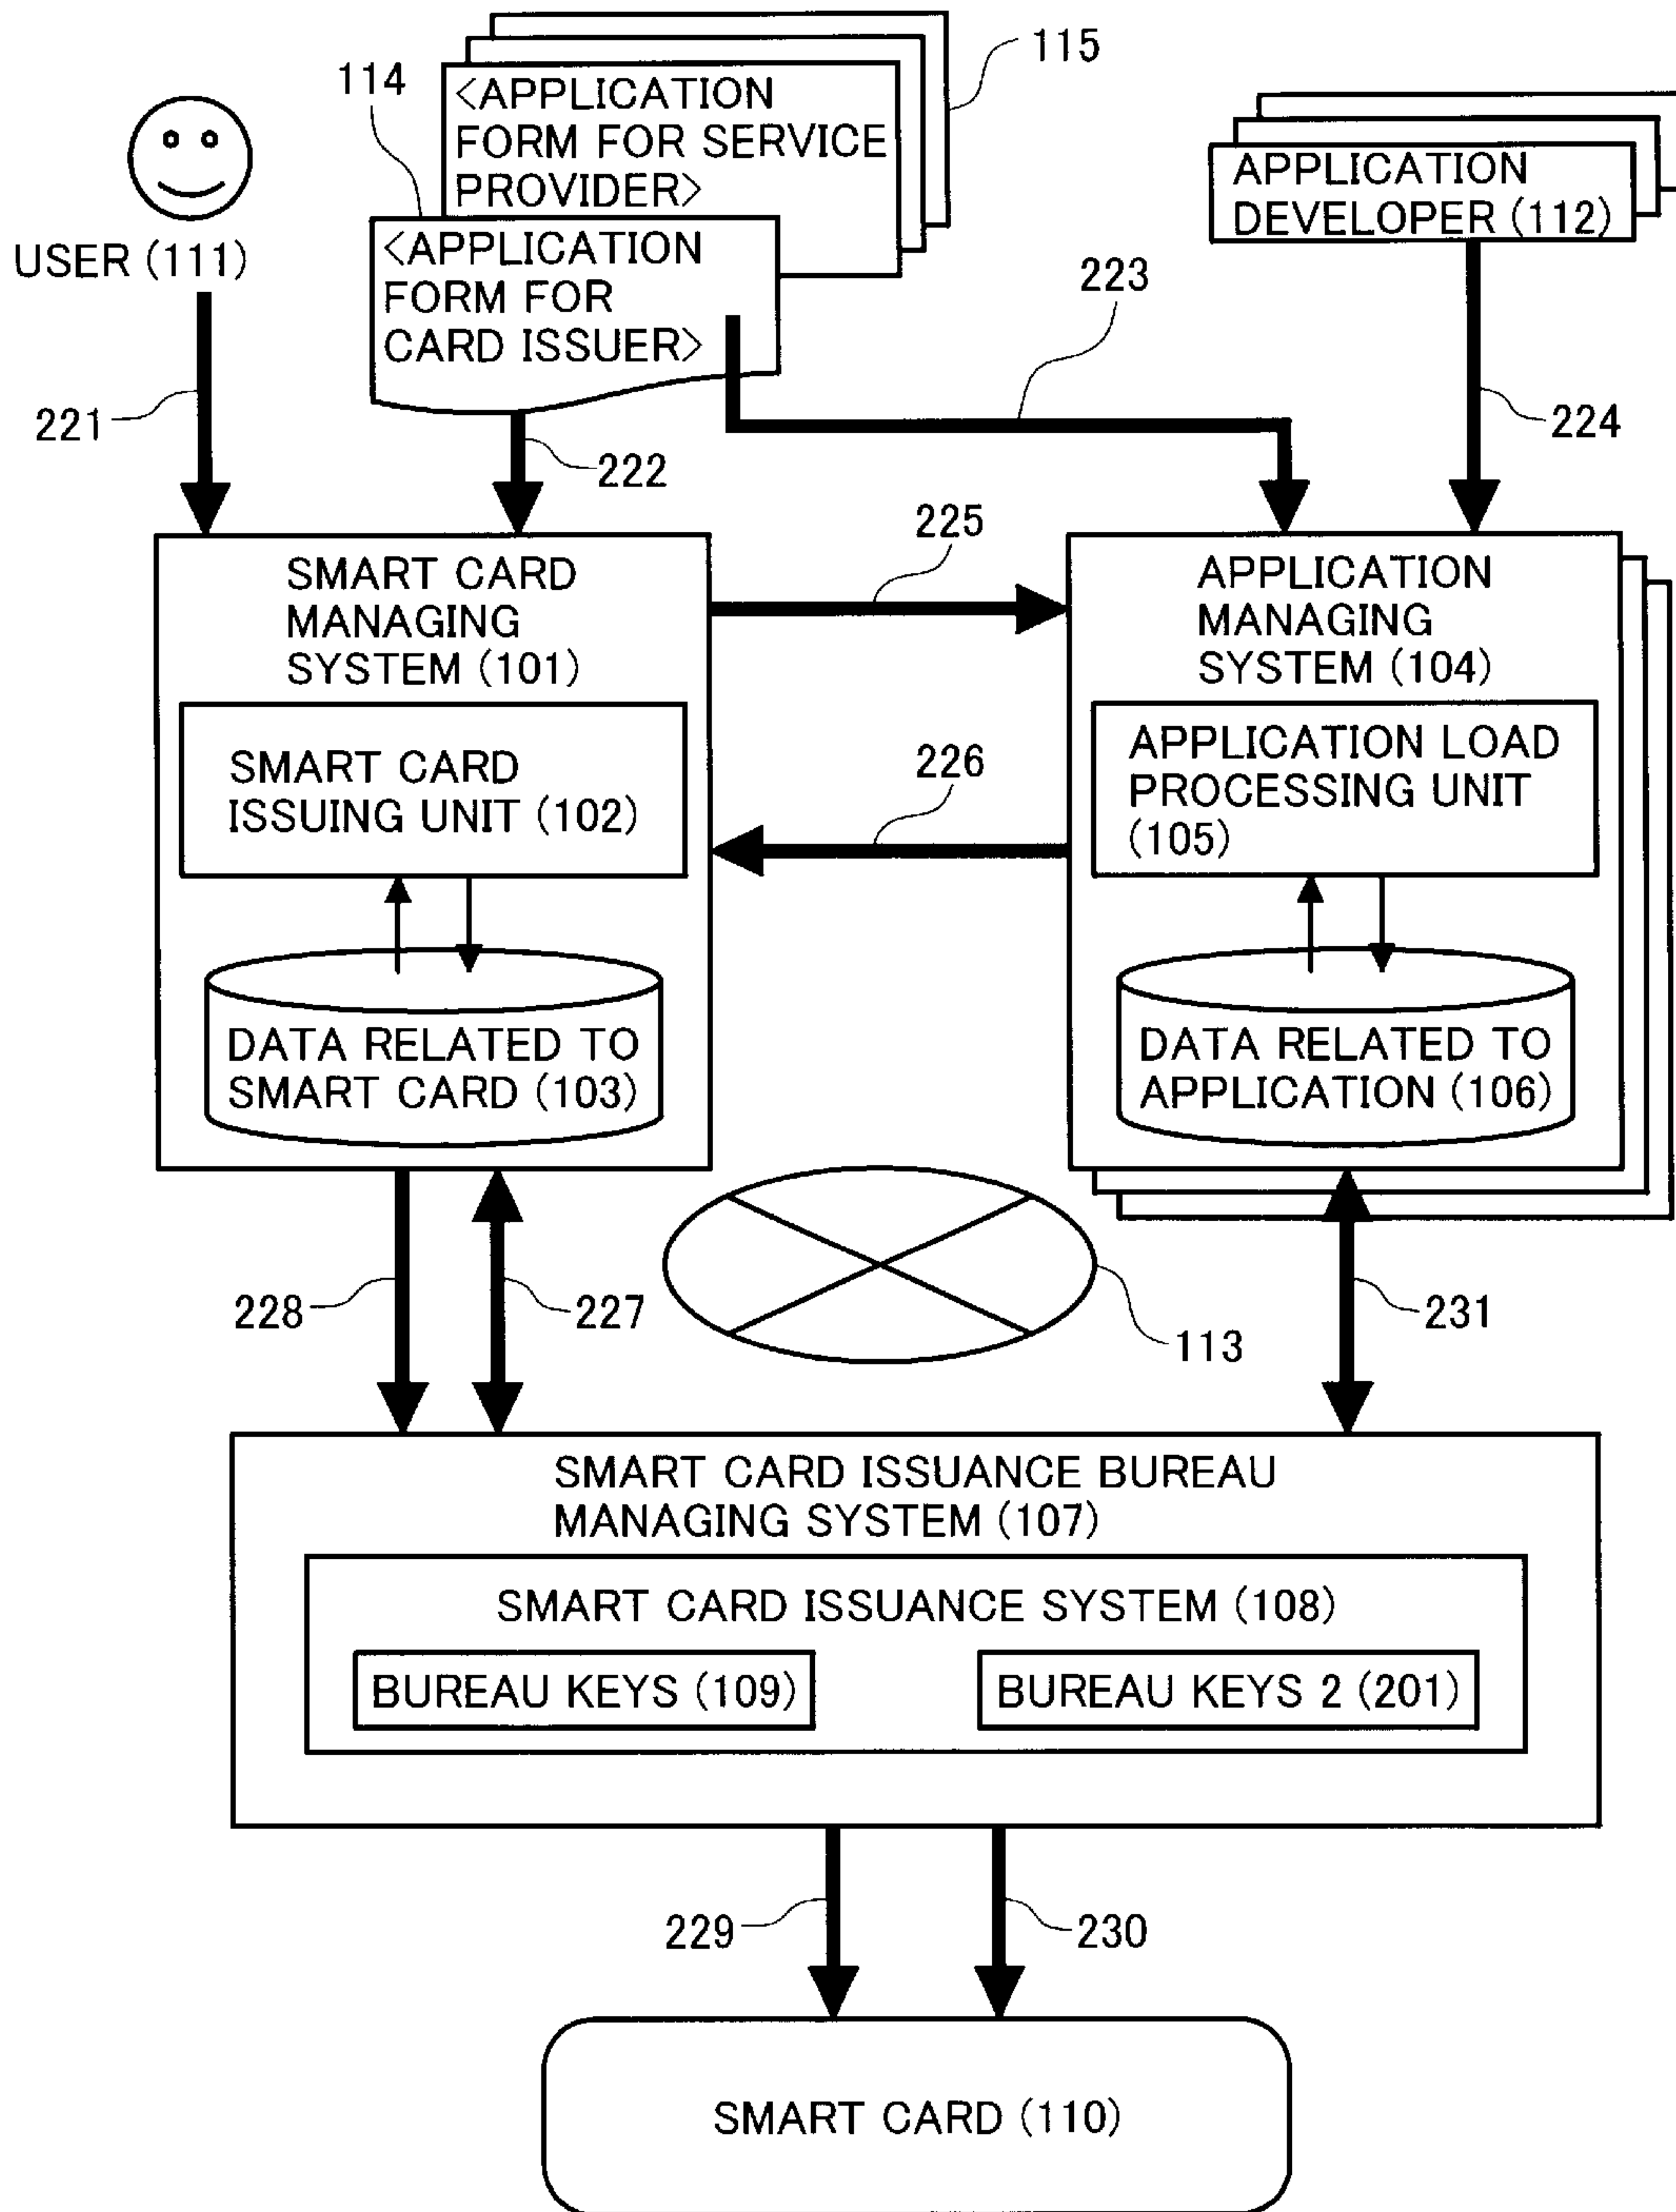 115
114
<APPLICATION
FORM FOR SERVICE
PROVIDER>
APPLICATION
DEVELOPER (112)
USER (111)
<APPLICATION
FORM FOR
CARD ISSUER>
223
221
222
224
225
SMART CARD
MANAGING
SYSTEM (101)
APPLICATION
MANAGING
SYSTEM (104)
SMART CARD
ISSUING UNIT (102)
226
APPLICATION LOAD
PROCESSING UNIT
(105)
DATA RELATED TO
SMART CARD (103)
DATA RELATED TO
APPLICATION (106)
228
227
113
231
SMART CARD ISSUANCE BUREAU
MANAGING SYSTEM (107)
SMART CARD ISSUANCE SYSTEM (108)
BUREAU KEYS (109)
BUREAU KEYS 2 (201)
229
230
SMART CARD (110)